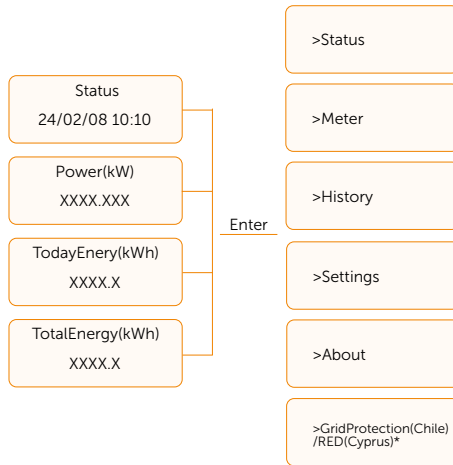 Status
24/02/08 10:10
Power(kW)
XXXX.XXX
TodayEnery(kWh)
XXXX.X
TotalEnergy(kWh)
XXXX.X
Enter
>Status
>Meter
>History
>Settings
>About
>GridProtection(Chile)
/RED(Cyprus)*